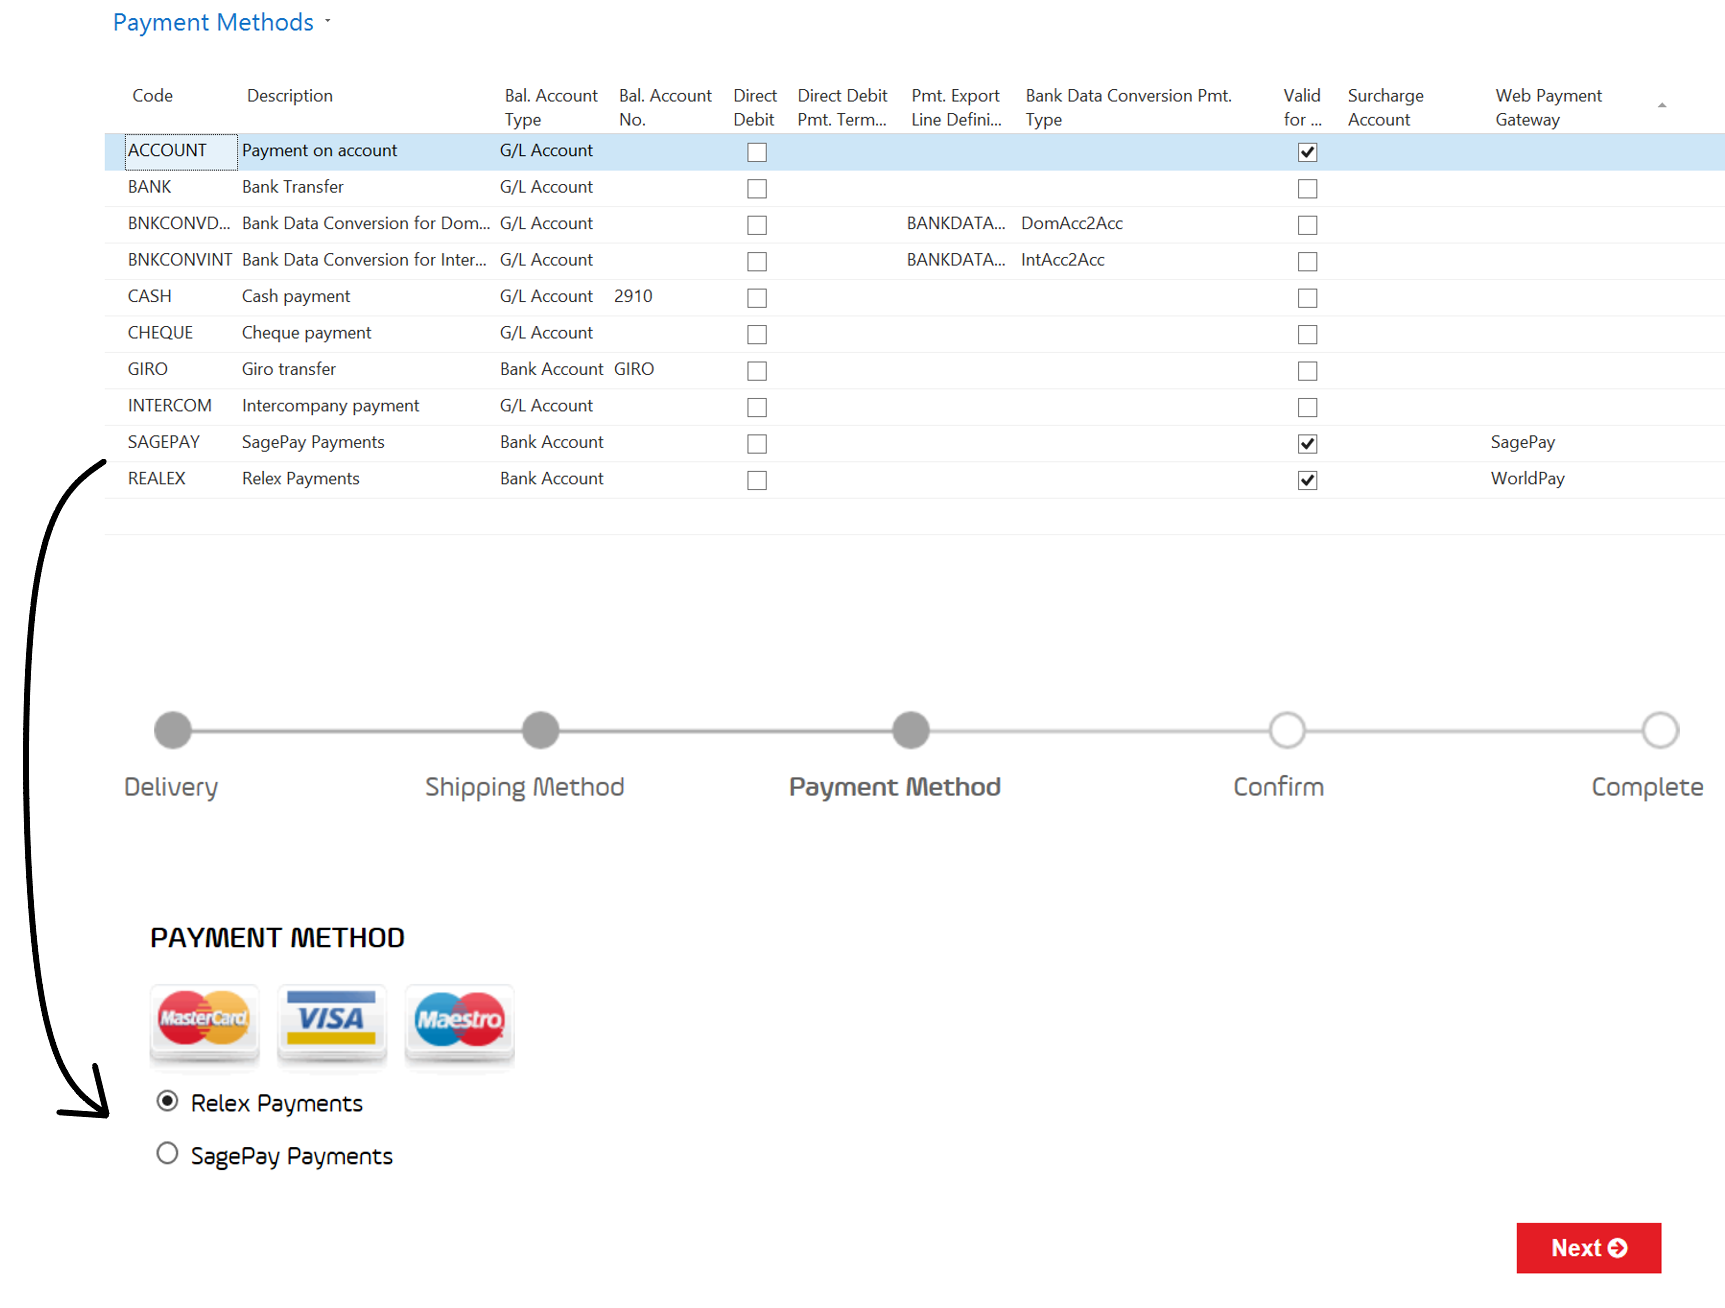 Payment Methods
Code Description Bal. Account Type Bal. Account No. Direct Debit Direct Debit Pmt. Term... Pmt. Export Line Defini... Bank Data Conversion Pmt. Type Valid for ... Surcharge Account Web Payment Gateway
ACCOUNT Payment on account G/L Account
BANK Bank Transfer G/L Account
BNKCONVD... Bank Data Conversion for Dom... G/L Account BANKDATA... DomAcc2Acc
BNKCONVINT Bank Data Conversion for Inter... G/L Account BANKDATA... IntAcc2Acc
CASH Cash payment G/L Account 2910
CHEQUE Cheque payment G/L Account
GIRO Giro transfer Bank Account GIRO
INTERCOM Intercompany payment G/L Account
SAGEPAY SagePay Payments Bank Account SagePay
REALEX Relex Payments Bank Account WorldPay
Delivery Shipping Method Payment Method Confirm Complete
PAYMENT METHOD
MasterCard VISA Maestro
Relex Payments
SagePay Payments
Next